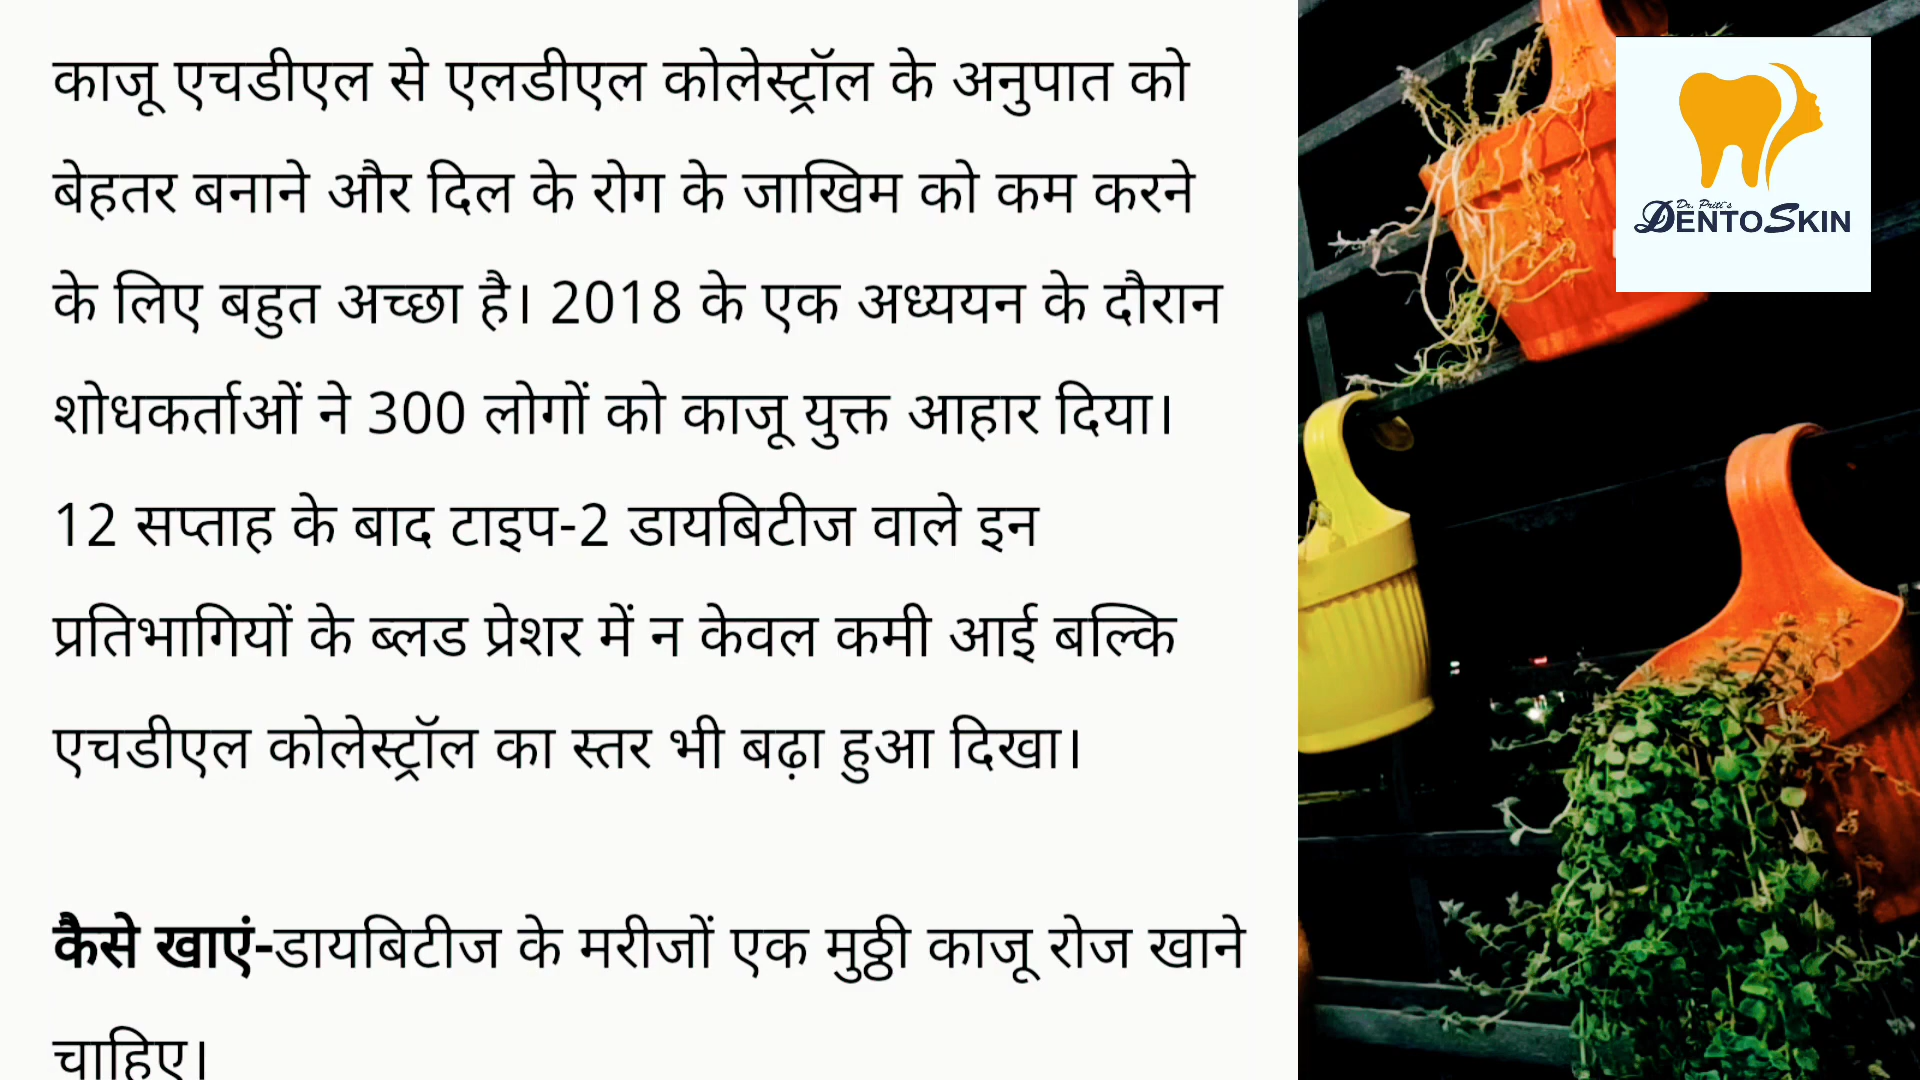 काजू एचडीएल से एलडीएल कोलेस्ट्रॉल के अनुपात को
बेहतर बनाने और दिल के रोग के जाखिम को कम करने
के लिए बहुत अच्छा है। 2018 के एक अध्ययन के दौरान
शोधकर्ताओं ने 300 लोगों को काजू युक्त आहार दिया।
12 सप्ताह के बाद टाइप-2 डायबिटीज वाले इन
प्रतिभागियों के ब्लड प्रेशर में न केवल कमी आई बल्कि
एचडीएल कोलेस्ट्रॉल का स्तर भी बढ़ा हुआ दिखा।
कैसे खाएं-डायबिटीज के मरीजों एक मुठ्ठी काजू रोज खाने
चाहिए।
Dr. Priti's
DENTOSKIN